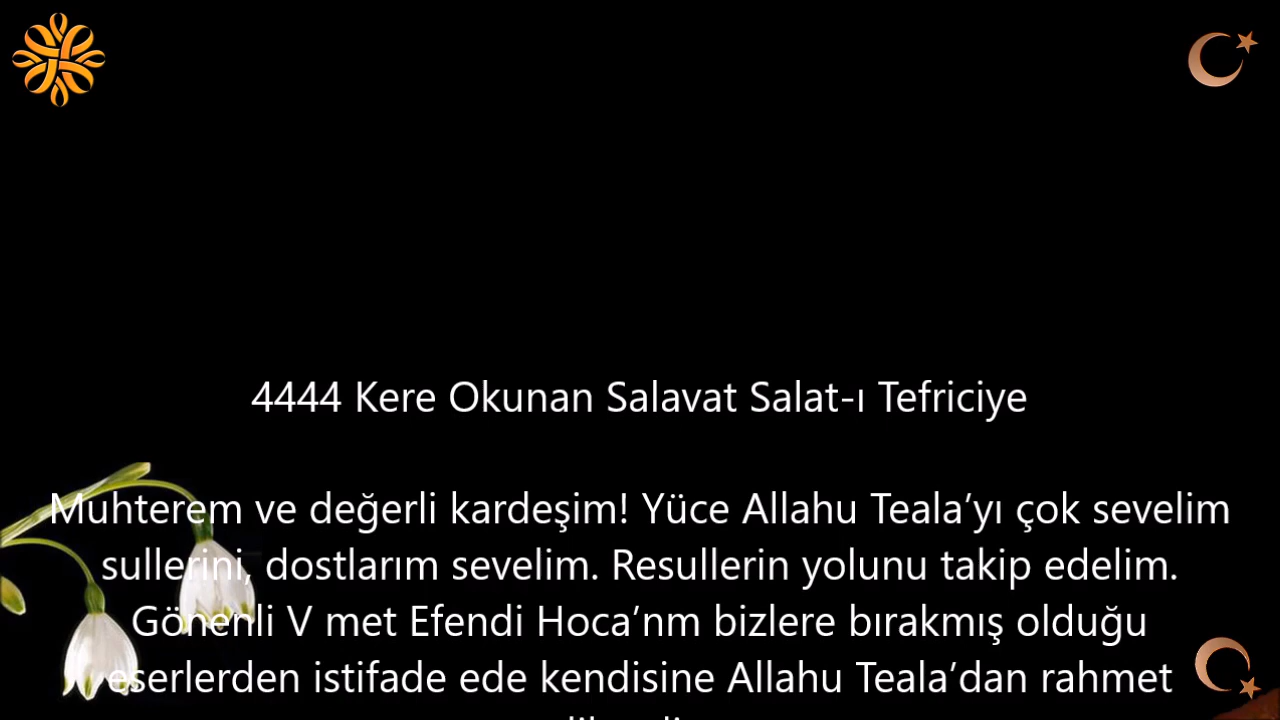 4444 Kere Okunan Salavat Salat-ı Tefriciye
Muhterem ve değerli kardeşim! Yüce Allahu Teala’yı çok sevelim
sullerini, dostlarım sevelim. Resullerin yolunu takip edelim.
Gönenli V met Efendi Hoca’nm bizlere bırakmış olduğu
eserlerden istifade ede kendisine Allahu Teala’dan rahmet